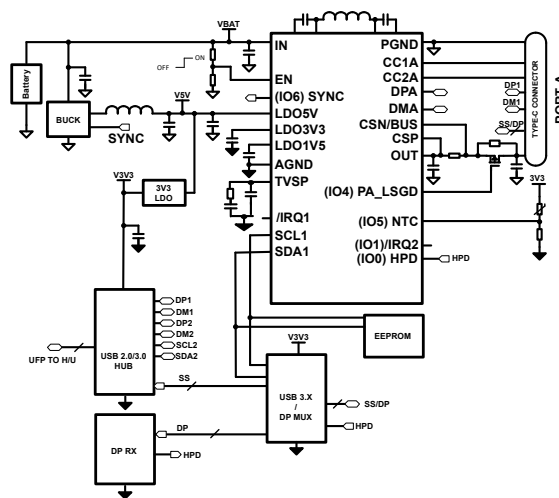 VBAT
OFF
ON
IN
EN
(IO6) SYNC
LDO5V
LDO3V3
LDO1V5
AGND
TVSP
/IRQ1
SCL1
SDA1
PGND
CC1A
CC2A
DPA
DMA
CSN/BUS
CSP
OUT
(IO4) PA_LSGD
(IO5) NTC
(IO1)/IRQ2
(IO0) HPD
HPD
DP1
DM1
SS/DP
TYPE-C CONNECTOR
PORT A
3V3
Battery
BUCK
SYNC
V5V
V3V3
3V3
LDO
USB 2.0/3.0
HUB
UFP TO H/U
DP1
DM1
DP2
DM2
SCL2
SDA2
SS
EEPROM
V3V3
USB 3.X
/
DP MUX
SS/DP
HPD
DP RX
DP
HPD